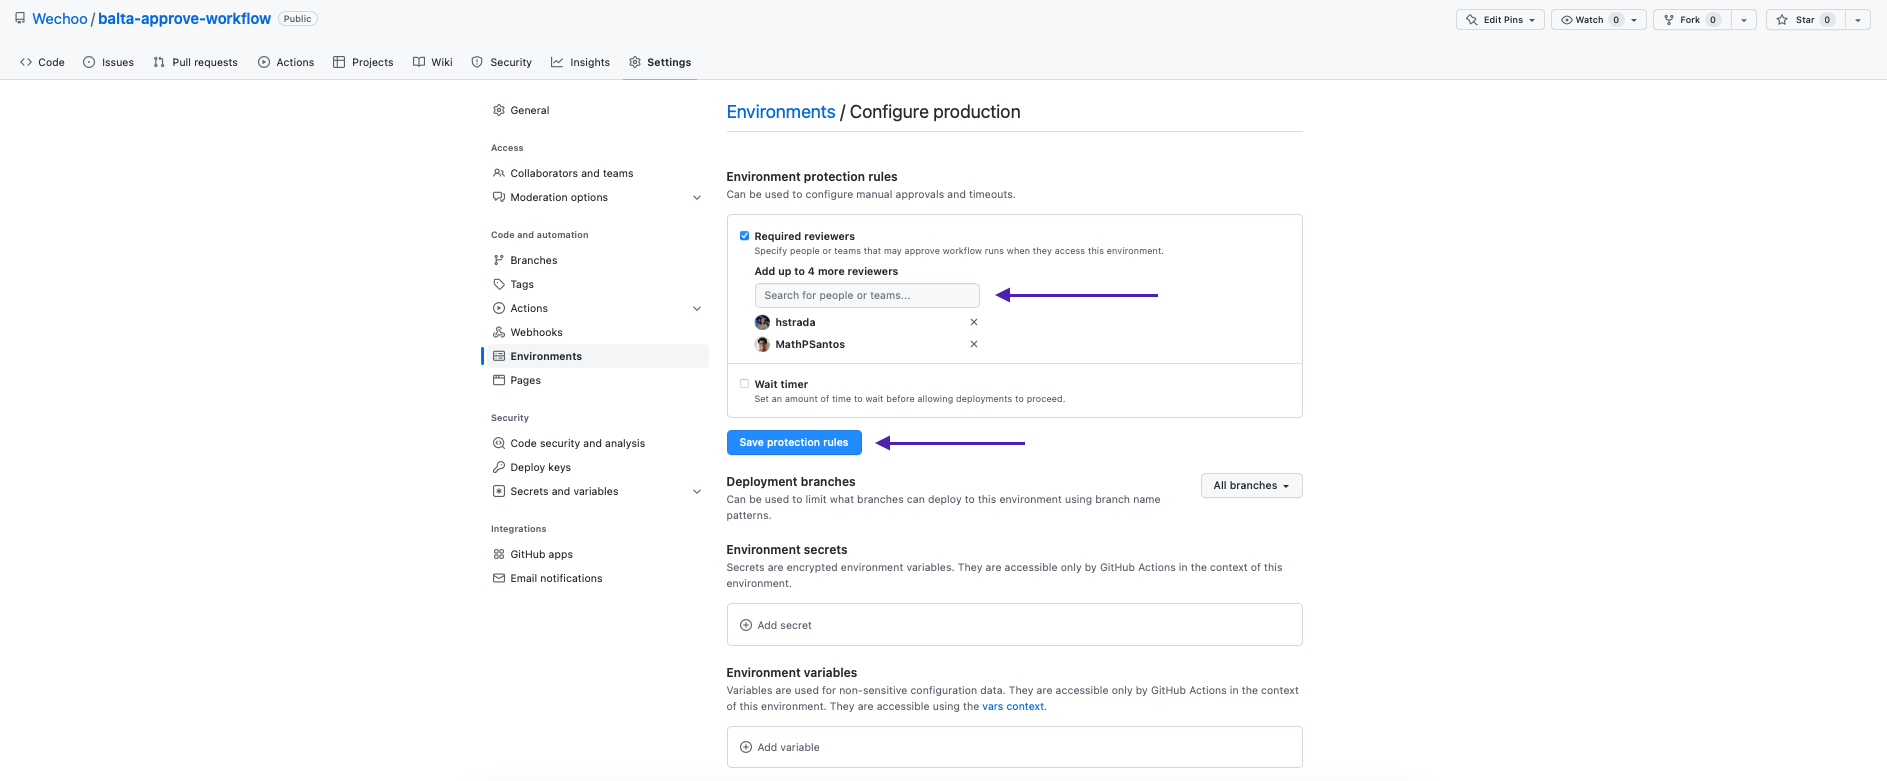 Wechoo / balta-approve-workflow Public
Edit Pins
Watch 0
Fork 0
Star 0
Code
Issues
Pull requests
Actions
Projects
Wiki
Security
Insights
Settings
General
Access
Collaborators and teams
Moderation options
Code and automation
Branches
Tags
Actions
Webhooks
Environments
Pages
Security
Code security and analysis
Deploy keys
Secrets and variables
Integrations
GitHub apps
Email notifications
Environments / Configure production
Environment protection rules
Can be used to configure manual approvals and timeouts.
Required reviewers
Specify people or teams that may approve workflow runs when they access this environment.
Add up to 4 more reviewers
Search for people or teams...
hstrada
MathPSantos
Wait timer
Set an amount of time to wait before allowing deployments to proceed.
Save protection rules
Deployment branches
Can be used to limit what branches can deploy to this environment using branch name
patterns.
All branches
Environment secrets
Secrets are encrypted environment variables. They are accessible only by GitHub Actions in the context of this
environment.
Add secret
Environment variables
Variables are used for non-sensitive configuration data. They are accessible only by GitHub Actions in the context
of this environment. They are accessible using the vars context.
Add variable